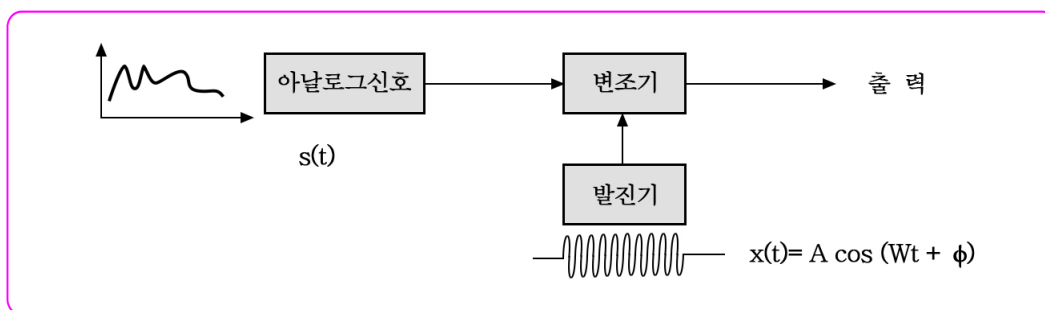 아날로그신호
변조기
출 력
s(t)
발진기
x(t)= A cos (Wt + ϕ)